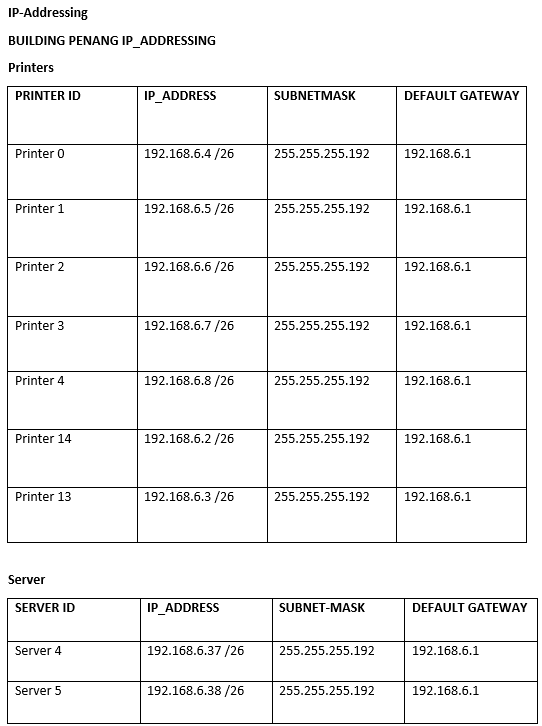 IP-Addressing
BUILDING PENANG IP_ADDRESSING
Printers
PRINTER ID IP_ADDRESS SUBNETMASK DEFAULT GATEWAY
Printer 0 192.168.6.4 /26 255.255.255.192 192.168.6.1
Printer 1 192.168.6.5 /26 255.255.255.192 192.168.6.1
Printer 2 192.168.6.6 /26 255.255.255.192 192.168.6.1
Printer 3 192.168.6.7 /26 255.255.255.192 192.168.6.1
Printer 4 192.168.6.8 /26 255.255.255.192 192.168.6.1
Printer 14 192.168.6.2 /26 255.255.255.192 192.168.6.1
Printer 13 192.168.6.3 /26 255.255.255.192 192.168.6.1
Server
SERVER ID IP_ADDRESS SUBNET-MASK DEFAULT GATEWAY
Server 4 192.168.6.37 /26 255.255.255.192 192.168.6.1
Server 5 192.168.6.38 /26 255.255.255.192 192.168.6.1